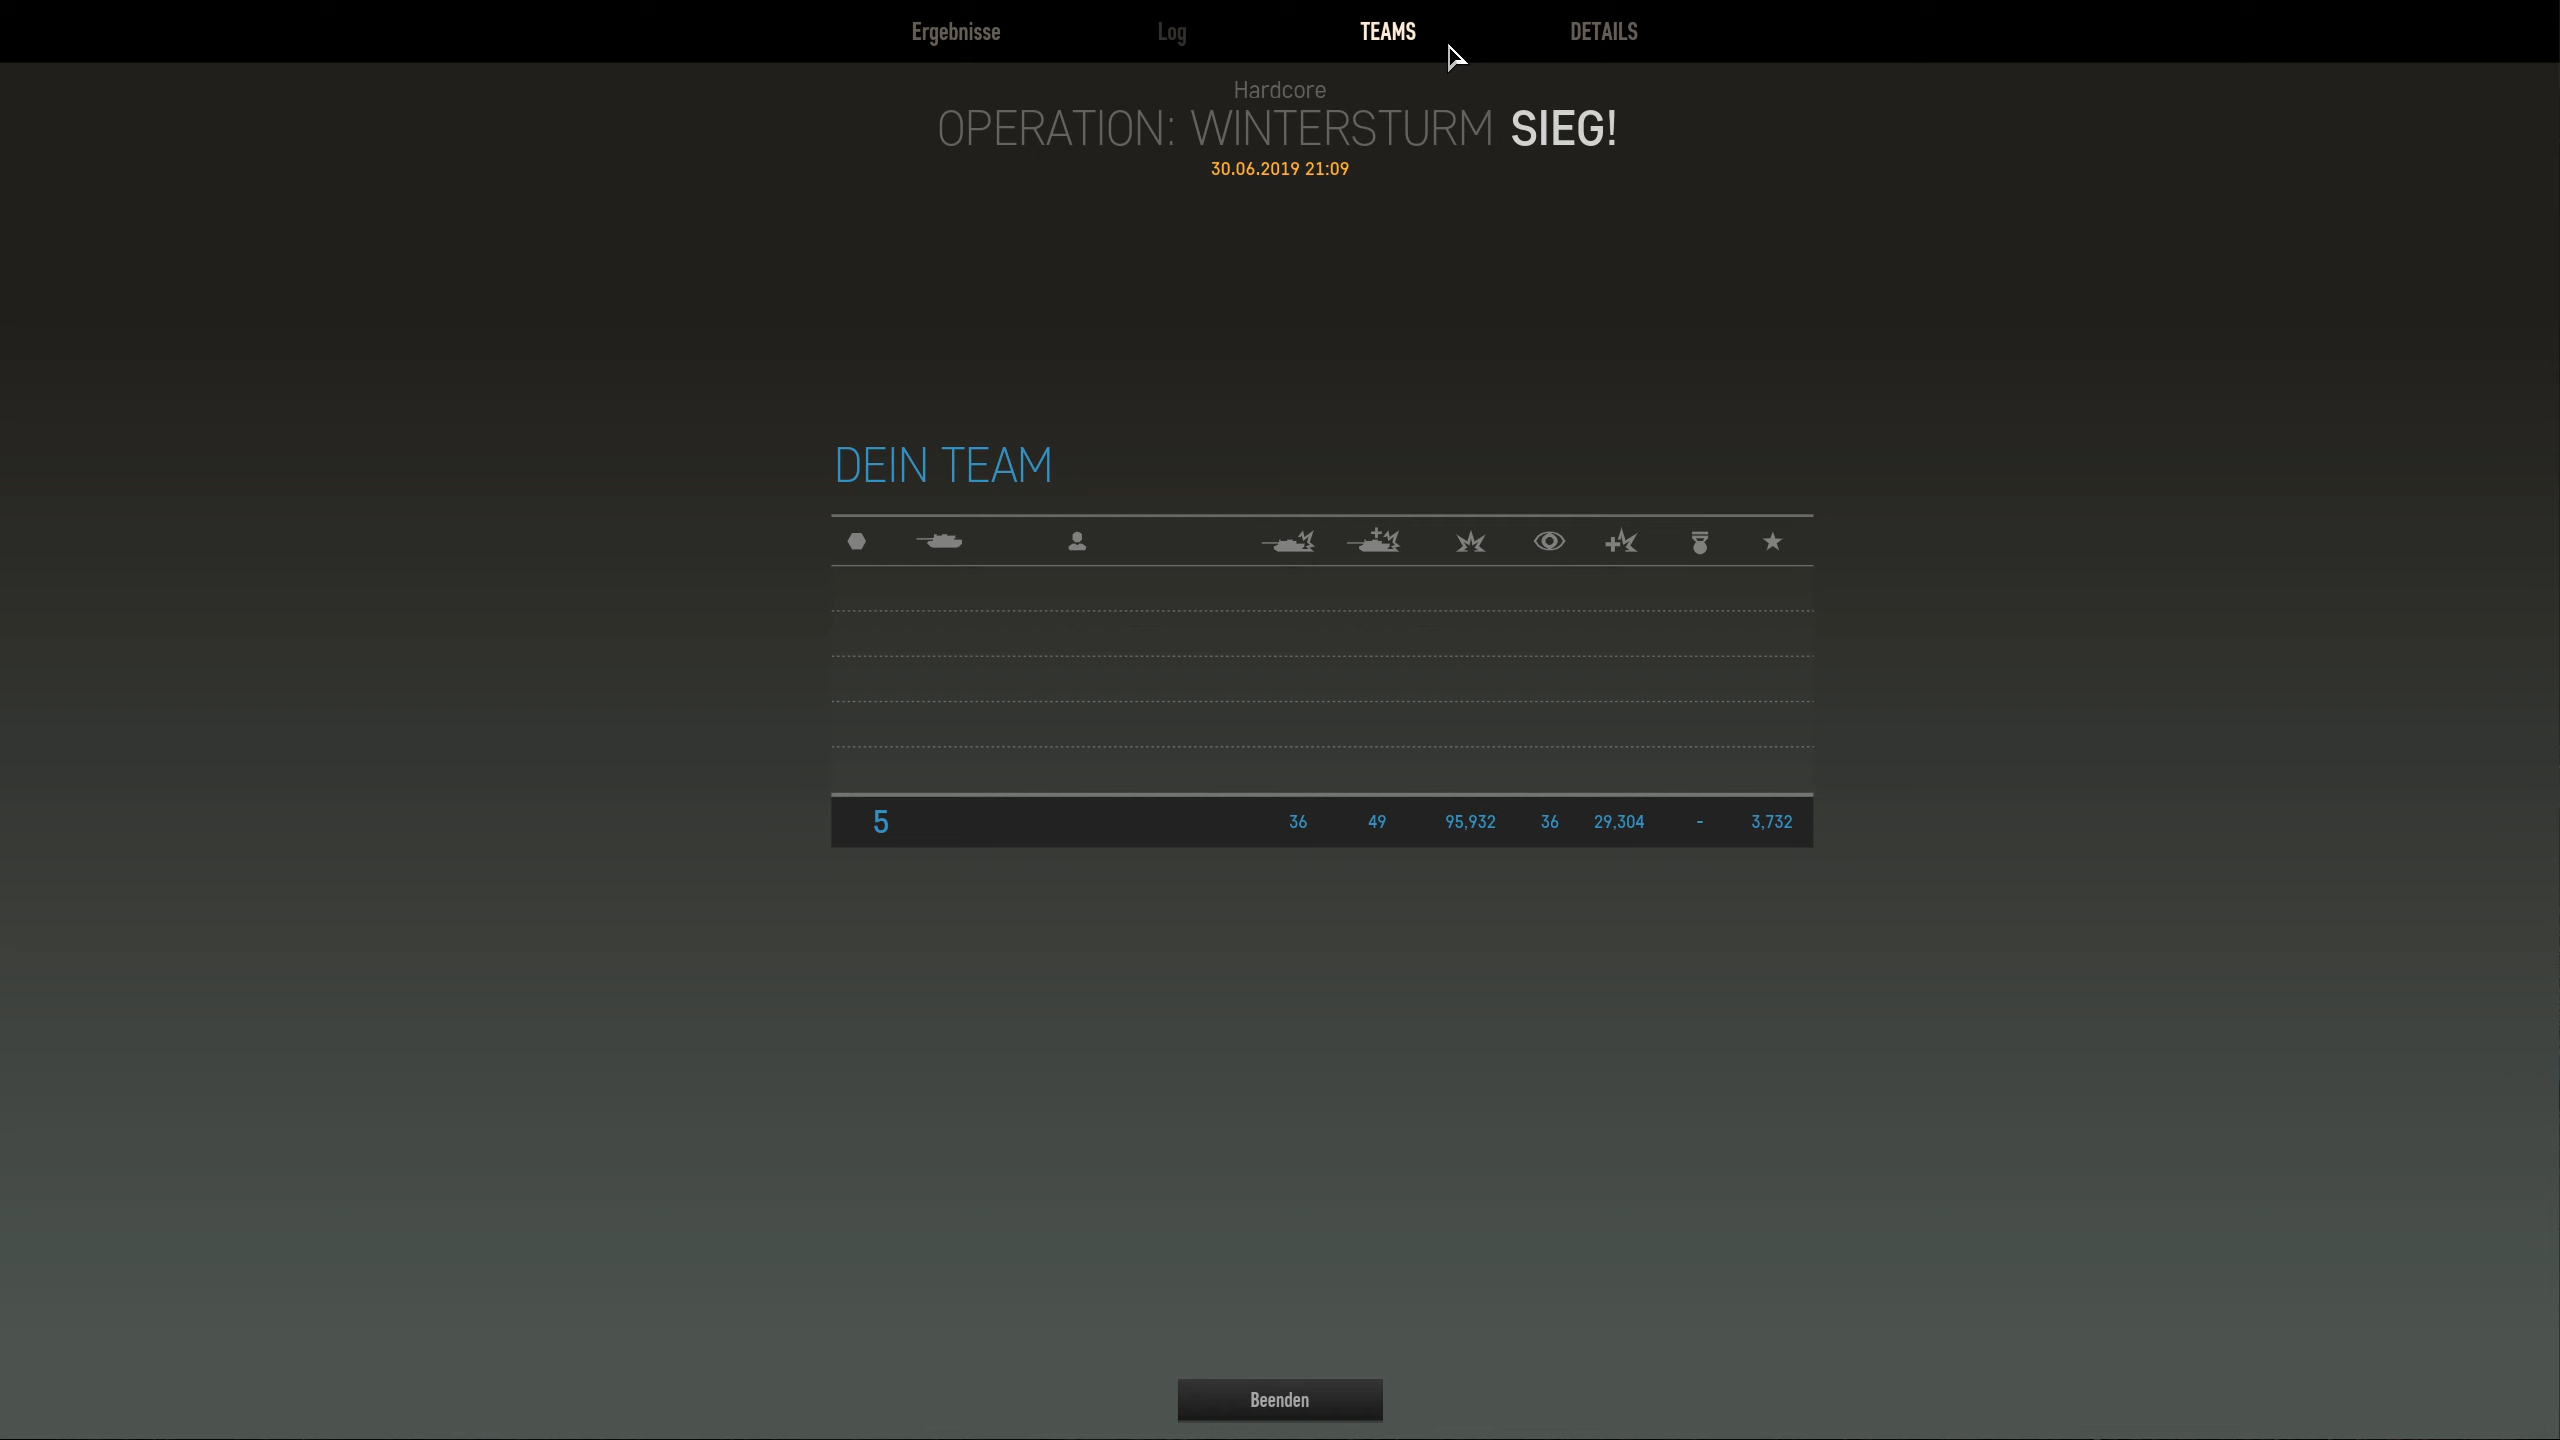 Ergebnisse Log TEAMS DETAILS
Hardcore
OPERATION: WINTERSTURM SIEG!
30.06.2019 21:09
DEIN TEAM
5 36 49 95,932 36 29,304 - 3,732
Beenden